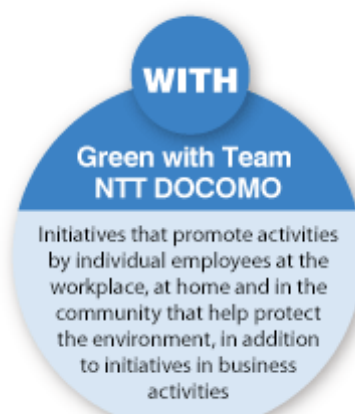 WITH
Green with Team
NTT DOCOMO
Initiatives that promote activities
by individual employees at the
workplace, at home and in the
community that help protect
the environment, in addition
to initiatives in business
activities